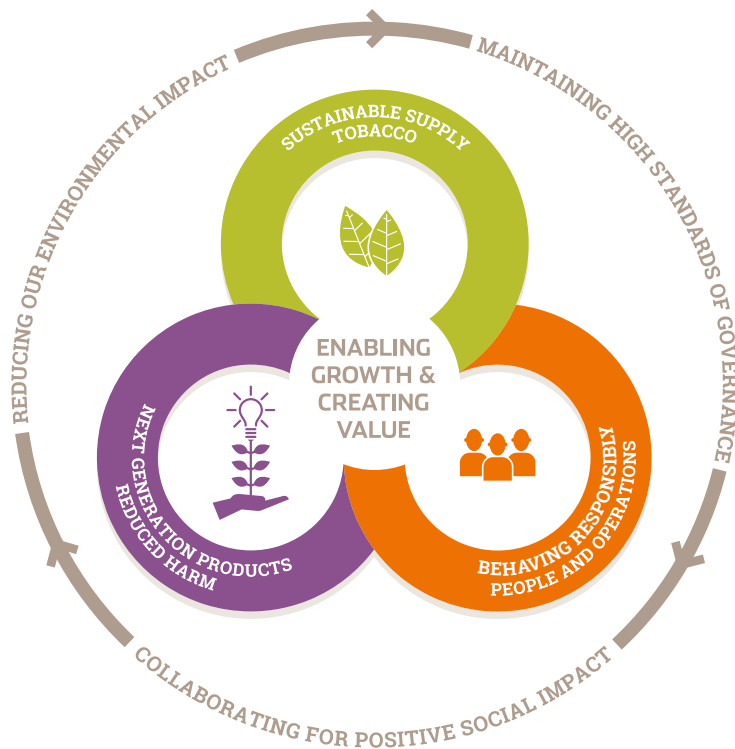 REDUCING OUR ENVIRONMENTAL IMPACT
MAINTAINING HIGH STANDARDS OF GOVERNANCE
SUSTAINABLE SUPPLY
TOBACCO
ENABLING
GROWTH &
CREATING
VALUE
NEXT GENERATION PRODUCTS
REDUCED HARM
BEHAVING RESPONSIBLY
PEOPLE AND OPERATIONS
COLLABORATING FOR POSITIVE SOCIAL IMPACT